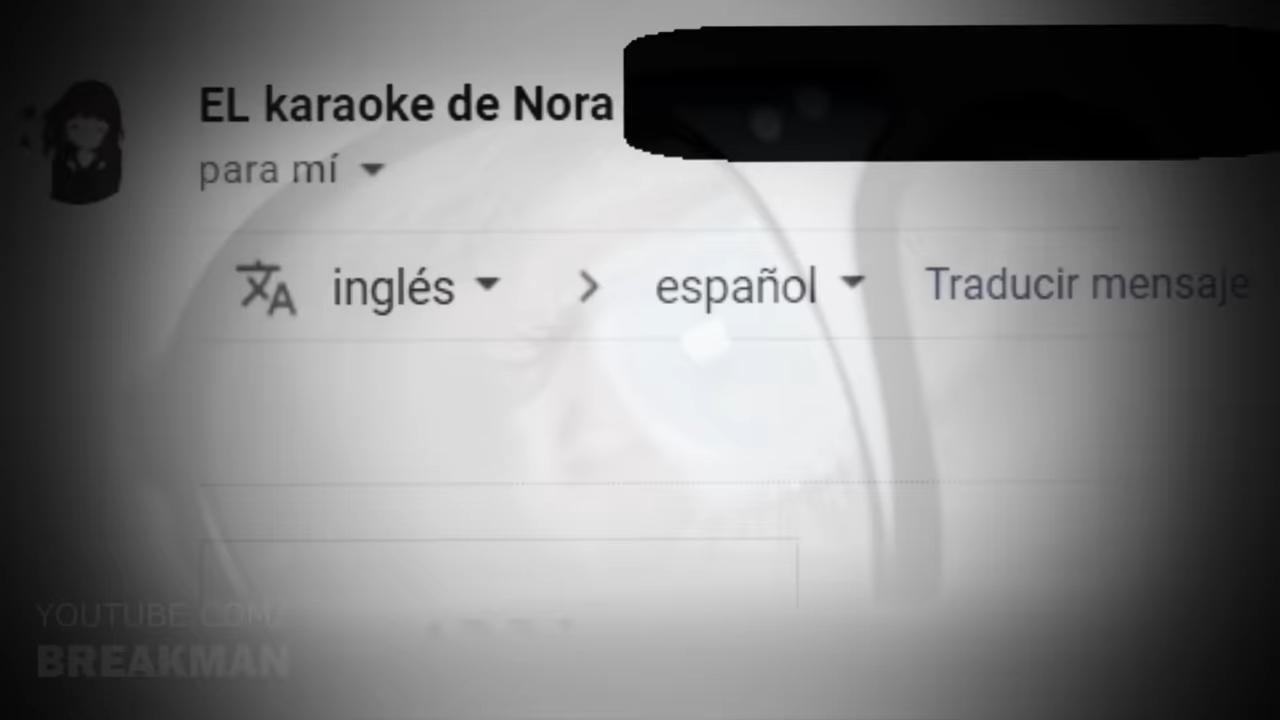 EL karaoke de Nora
para mí
inglés > español Traducir mensaje
YOUTUBE.COM/
BREAKMAN